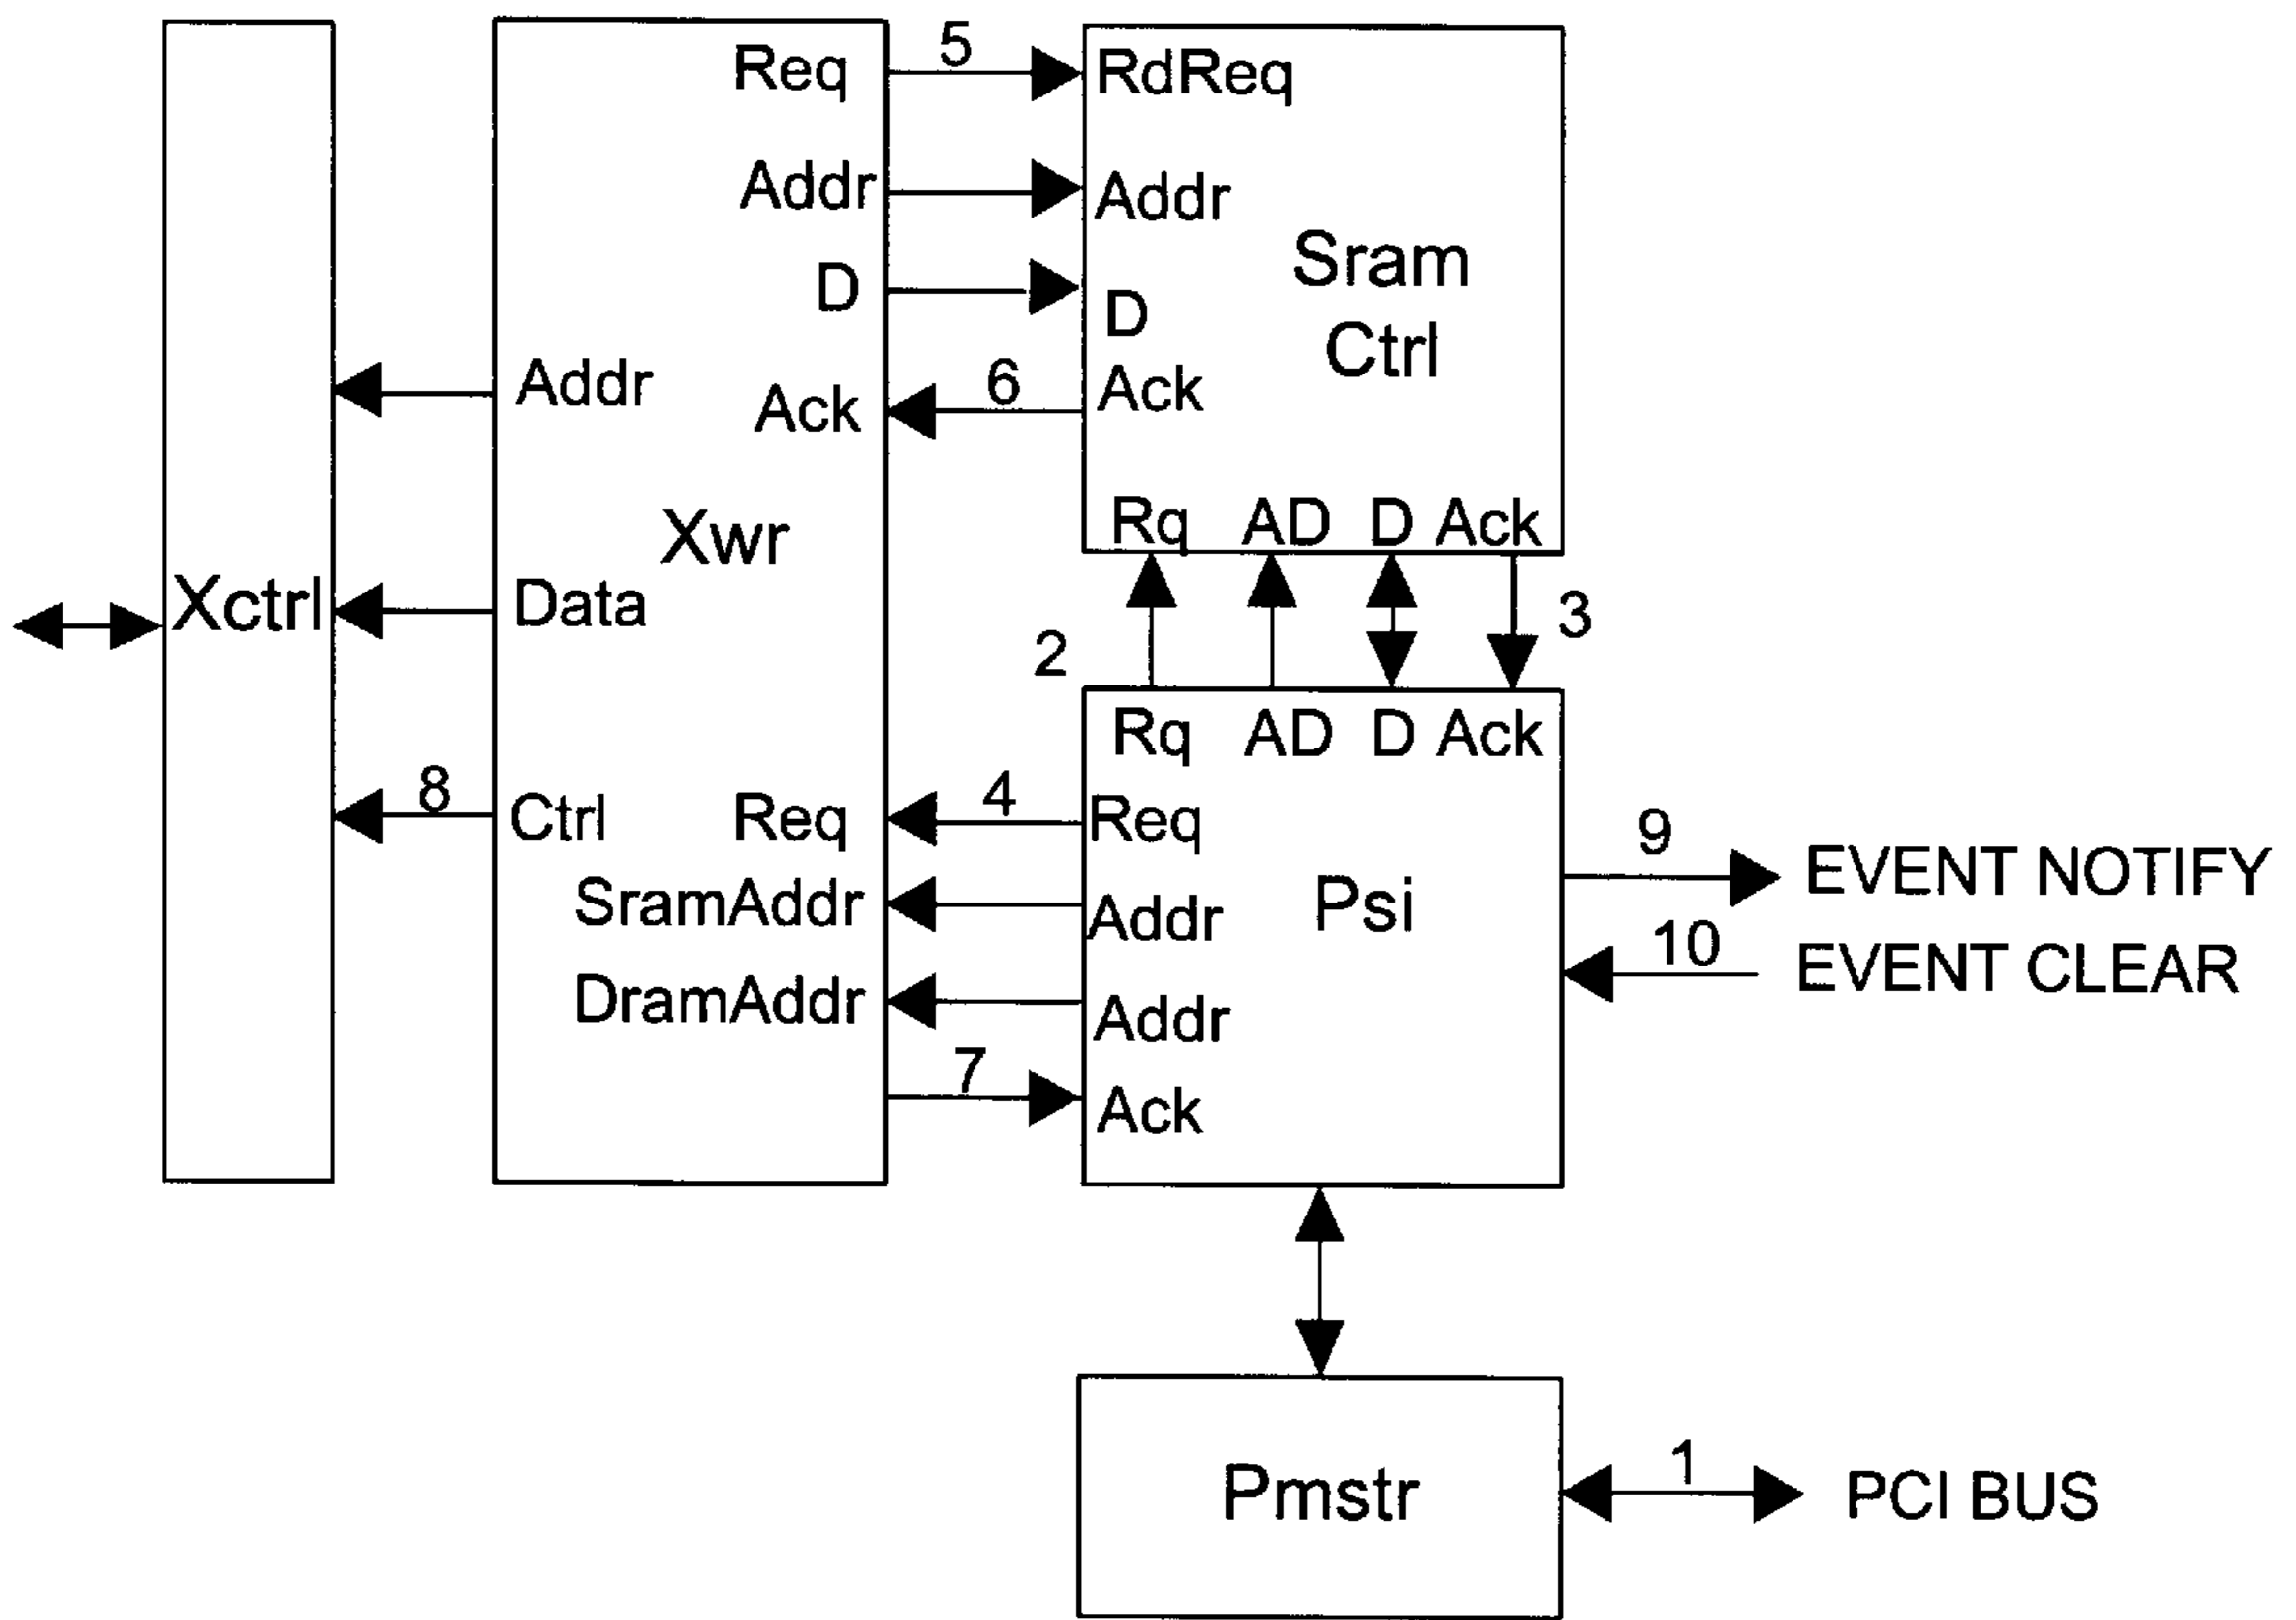 Req 5 RdReq
Addr Addr
D D
Sram
Ctrl
Addr Ack 6 Ack
Xwr
Rq AD D Ack
Xctrl Data
2 3
Rq AD D Ack
8 Ctrl Req 4 Req
SramAddr Addr
DramAddr Addr
7 Ack
Psi
9 EVENT NOTIFY
10 EVENT CLEAR
Pmstr
1 PCI BUS